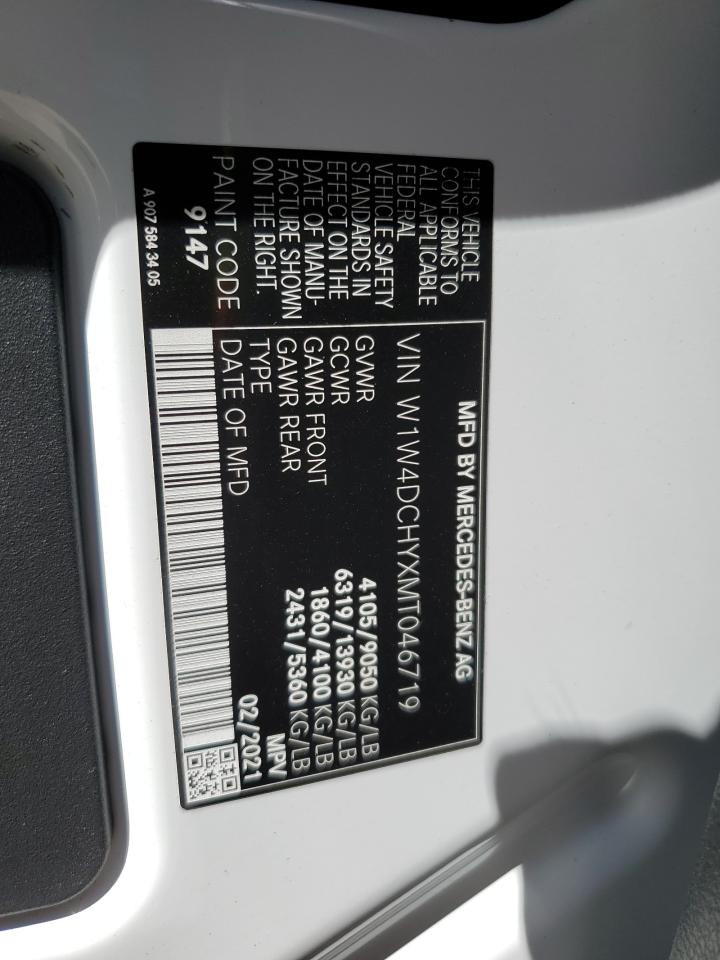 MFD BY MERCEDES-BENZ AG
THIS VEHICLE
CONFORMS TO
ALL APPLICABLE
FEDERAL
VEHICLE SAFETY
STANDARDS IN
EFFECT ON THE
DATE OF MANU-
FACTURE SHOWN
ON THE RIGHT.
PAINT CODE
9147
VIN W1W4DCHYXMT046719
GVWR 4105/9050 KG/LB
GCWR 6319/13930 KG/LB
GAWR FRONT 1860/4100 KG/LB
GAWR REAR 2431/5360 KG/LB
TYPE MPV
DATE OF MFD 02/2021
A 907 584 34 05